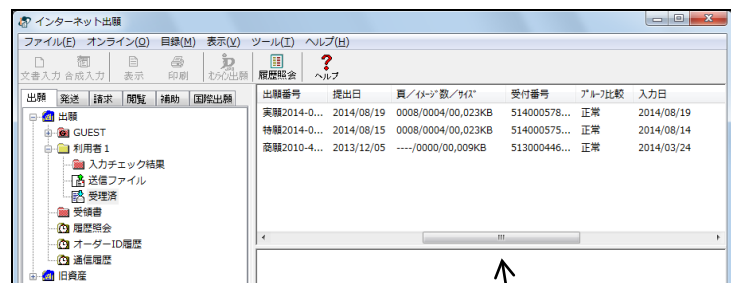 インターネット出願
ファイル(F) オンライン(O) 目録(M) 表示(V) ツール(T) ヘルプ(H)
文書入力 合成入力 表示 印刷 わらじ出願 履歴照会 ヘルプ
出願 発送 請求 閲覧 補助 国際出願
出願
GUEST
利用者1
入力チェック結果
送信ファイル
受理済
受領書
履歴照会
オーダーID履歴
通信履歴
旧資産
出願番号 提出日 頁/イメージ数/サイズ 受付番号 プルーフ比較 入力日
実願2014-0... 2014/08/19 0008/0004/00,023KB 514000578... 正常 2014/08/19
特願2014-0... 2014/08/15 0008/0004/00,023KB 514000575... 正常 2014/08/14
商願2010-4... 2013/12/05 ----/0000/00,009KB 513000446... 正常 2014/03/24